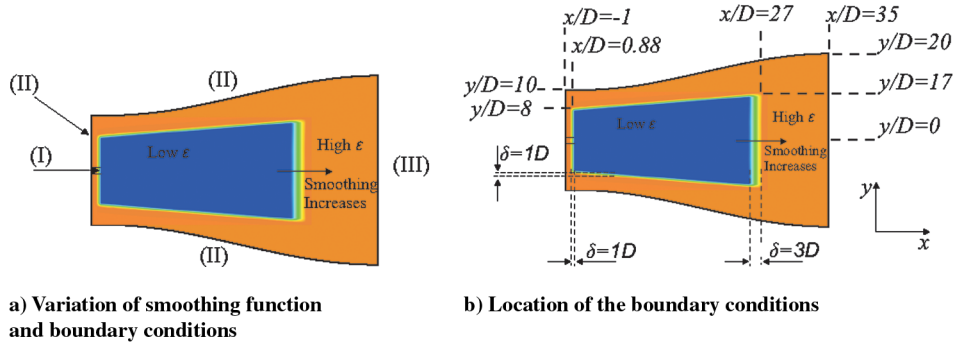 (II)
(II)
(I)
Low ε
High ε
Smoothing
Increases
(III)
(II)
a) Variation of smoothing function
and boundary conditions
x/D=-1
x/D=27
x/D=35
x/D=0.88
y/D=20
y/D=10
y/D=17
y/D=8
Low ε
High ε
y/D=0
δ=1D
Smoothing
Increases
y
x
δ=1D
δ=3D
b) Location of the boundary conditions